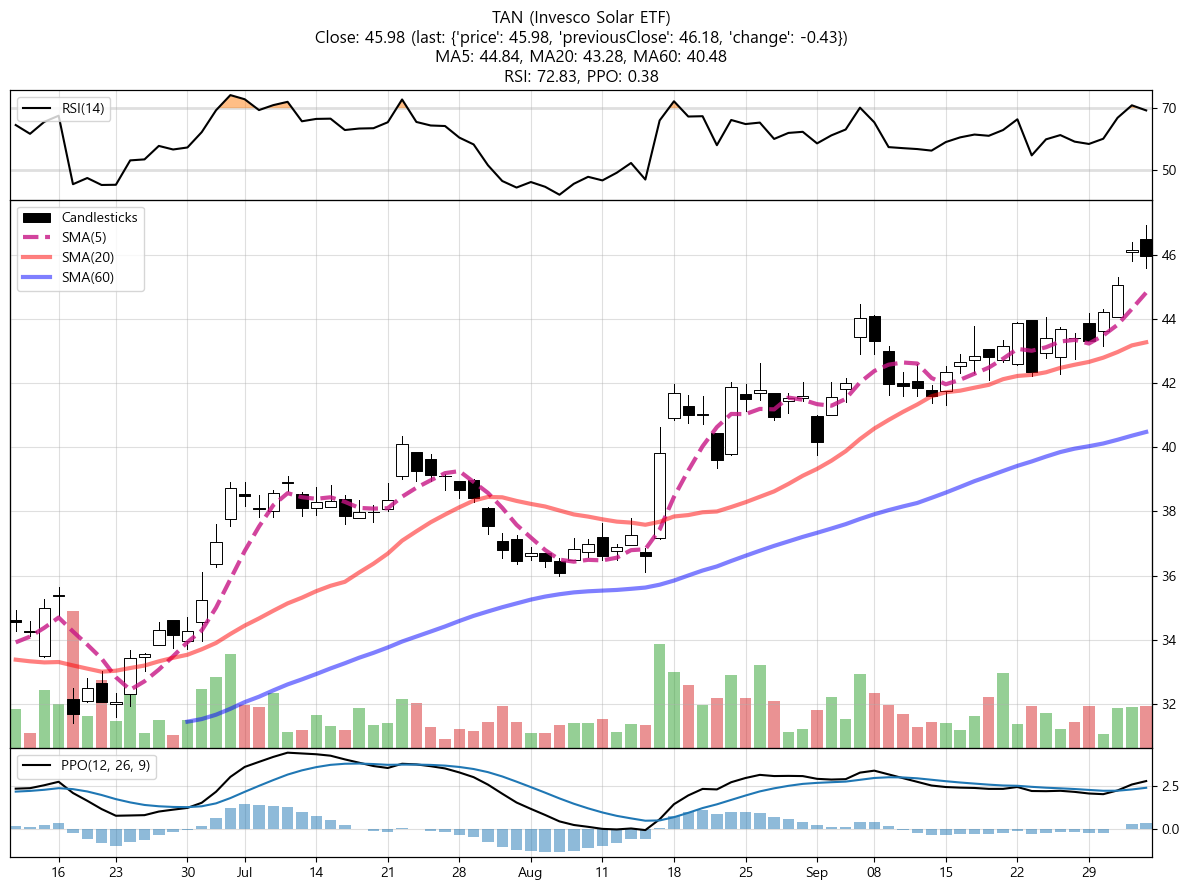 TAN (Invesco Solar ETF)
Close: 45.98 (last: {'price': 45.98, 'previousClose': 46.18, 'change': -0.43})
MA5: 44.84, MA20: 43.28, MA60: 40.48
RSI: 72.83, PPO: 0.38
RSI(14)
70
50
Candlesticks
SMA(5)
SMA(20)
SMA(60)
46
44
42
40
38
36
34
32
PPO(12, 26, 9)
2.5
0.0
16 23 30 Jul 14 21 28 Aug 11 18 25 Sep 08 15 22 29